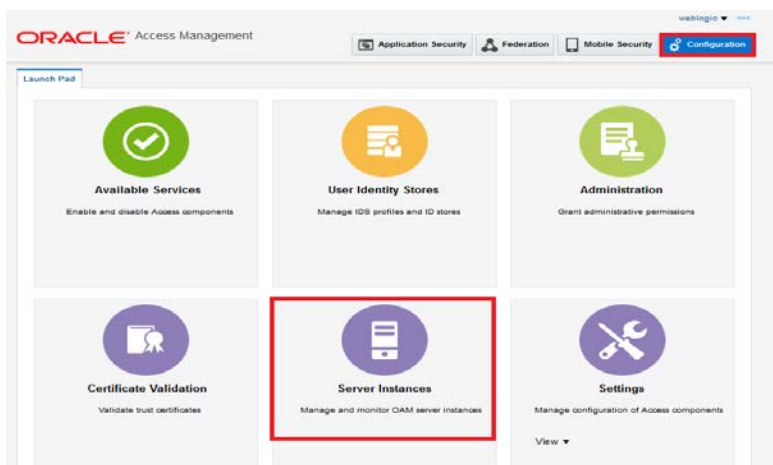 weblogic
ORACLE Access Management
Application Security Federation Mobile Security Configuration
Launch Pad
Available Services User Identity Stores Administration
Enable and disable Access components Manage IDS profiles and ID stores Grant administrative permissions
Certificate Validation Server Instances Settings
Validate trust certificates Manage and monitor OAM server instances Manage configuration of Access components
View